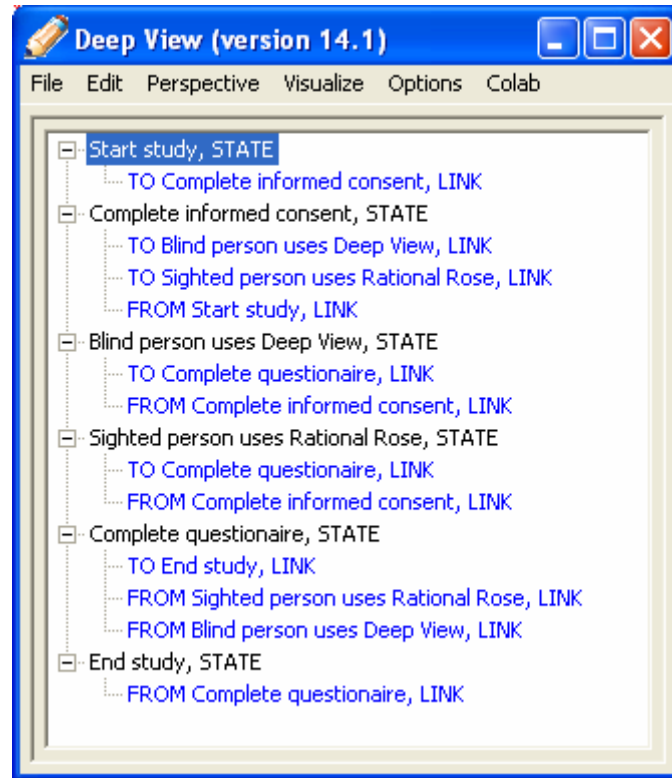 Deep View (version 14.1)
File Edit Perspective Visualize Options Colab
Start study, STATE
TO Complete informed consent, LINK
Complete informed consent, STATE
TO Blind person uses Deep View, LINK
TO Sighted person uses Rational Rose, LINK
FROM Start study, LINK
Blind person uses Deep View, STATE
TO Complete questionaire, LINK
FROM Complete informed consent, LINK
Sighted person uses Rational Rose, STATE
TO Complete questionaire, LINK
FROM Complete informed consent, LINK
Complete questionaire, STATE
TO End study, LINK
FROM Sighted person uses Rational Rose, LINK
FROM Blind person uses Deep View, LINK
End study, STATE
FROM Complete questionaire, LINK